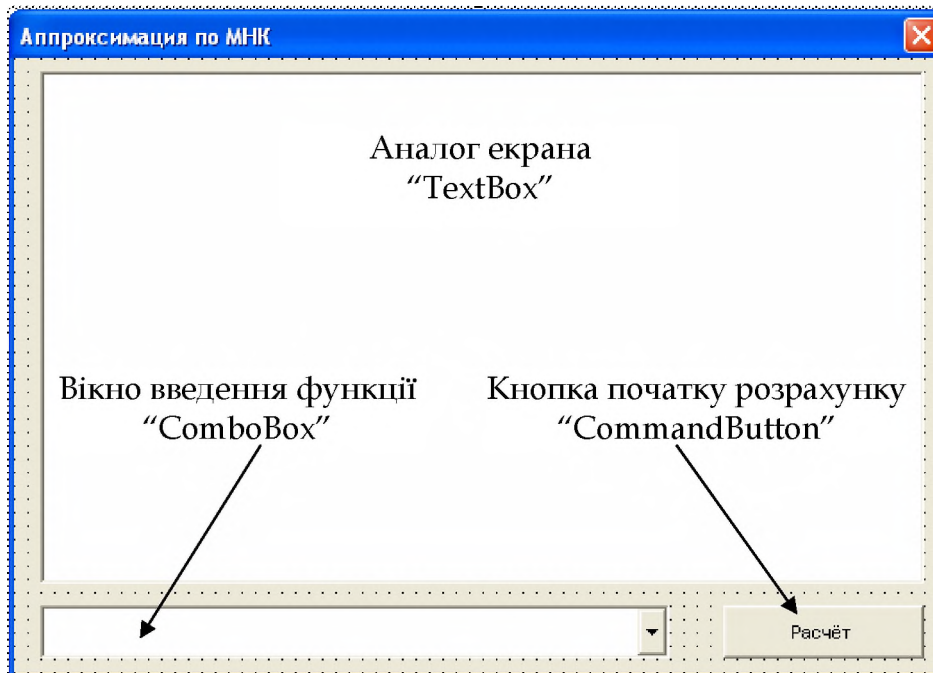 Аппроксимация по МНК
Аналог екрана
“TextBox”
Вікно введення функції
“ComboBox”
Кнопка початку розрахунку
“CommandButton”
Расчёт